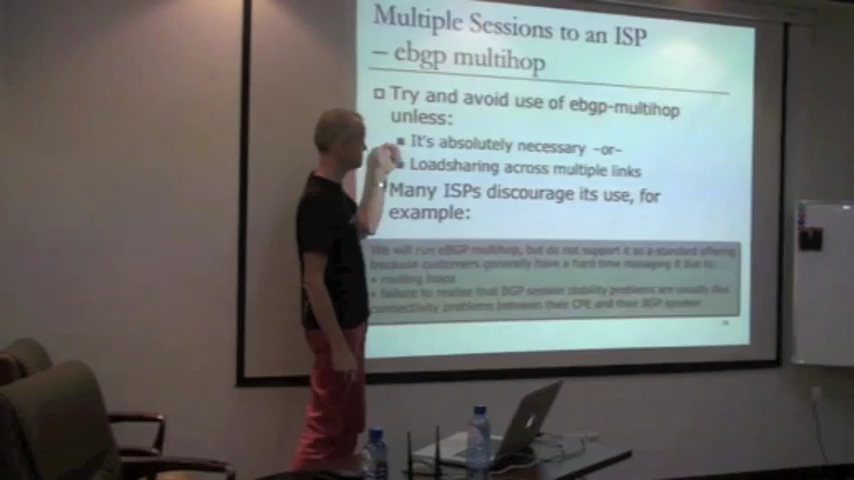 Multiple Sessions to an ISP
– ebgp multihop
Try and avoid use of ebgp-multihop
unless:
It's absolutely necessary –or–
Loadsharing across multiple links
Many ISPs discourage its use, for
example:
We will run eBGP multihop, but do not support it as a standard offering
because customers generally have a hard time managing it due to:
• routing loops
• failure to realise that BGP session stability problems are usually due
connectivity problems between their CPE and their BGP speaker